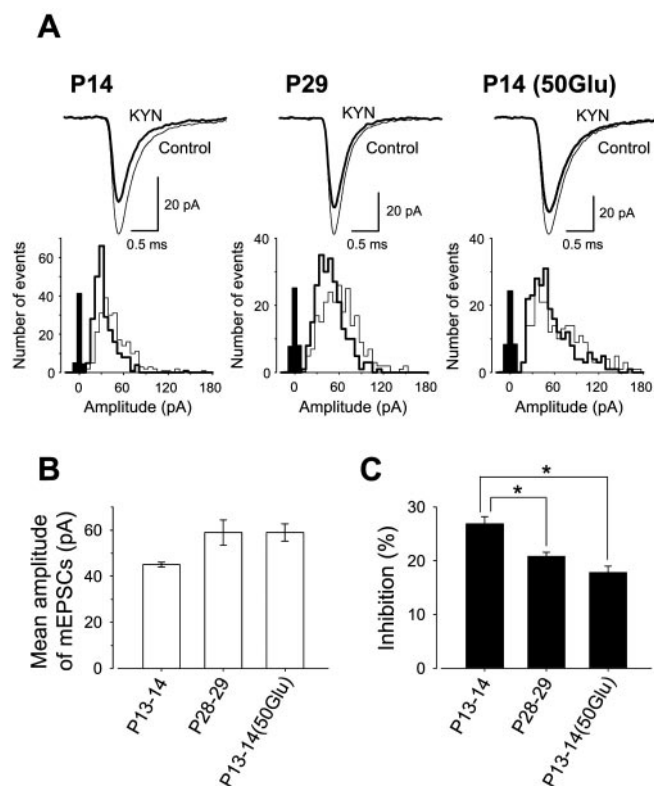 A
P14
P29
P14 (50Glu)
KYN
Control
20 pA
0.5 ms
KYN
Control
20 pA
0.5 ms
KYN
Control
20 pA
0.5 ms
Number of events
60
40
20
0
0 60 120 180
Amplitude (pA)
Number of events
40
20
0
0 60 120 180
Amplitude (pA)
Number of events
40
20
0
0 60 120 180
Amplitude (pA)
B
Mean amplitude
of mEPSCs (pA)
60
40
20
0
P13-14
P28-29
P13-14(50Glu)
C
Inhibition (%)
30
20
10
0
*
*
P13-14
P28-29
P13-14(50Glu)